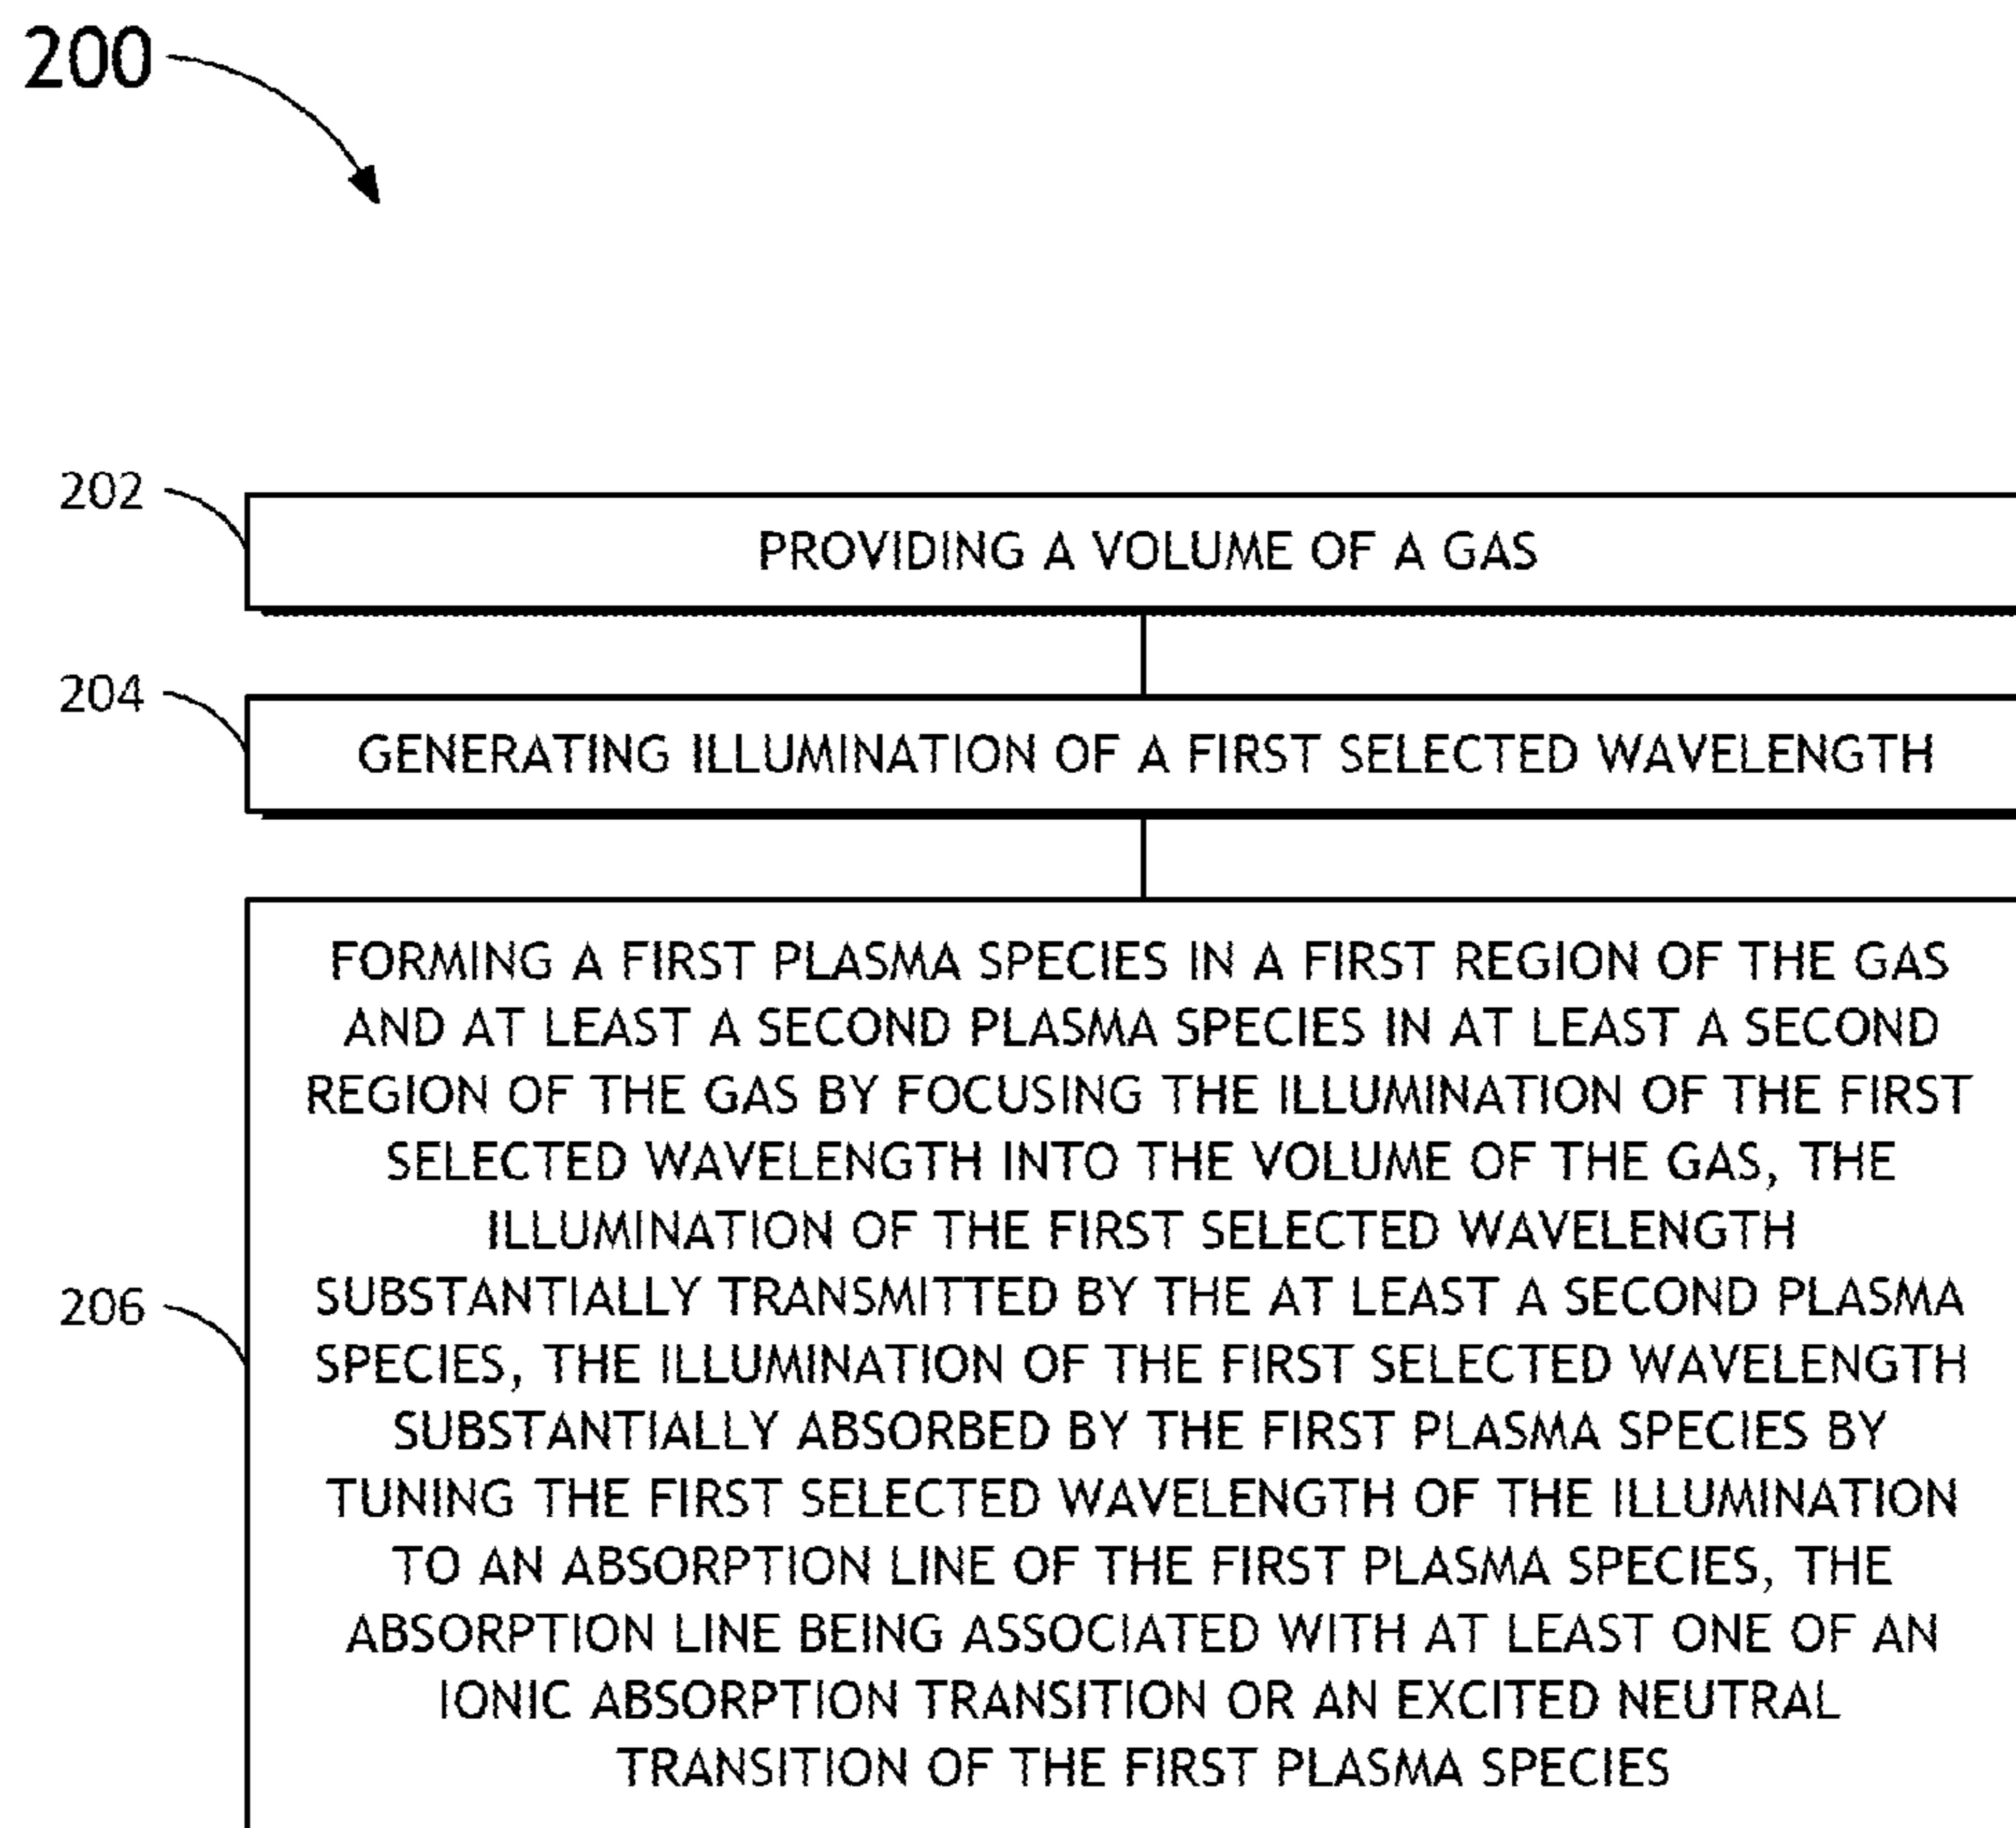 200
202
PROVIDING A VOLUME OF A GAS
204
GENERATING ILLUMINATION OF A FIRST SELECTED WAVELENGTH
206
FORMING A FIRST PLASMA SPECIES IN A FIRST REGION OF THE GAS
AND AT LEAST A SECOND PLASMA SPECIES IN AT LEAST A SECOND
REGION OF THE GAS BY FOCUSING THE ILLUMINATION OF THE FIRST
SELECTED WAVELENGTH INTO THE VOLUME OF THE GAS, THE
ILLUMINATION OF THE FIRST SELECTED WAVELENGTH
SUBSTANTIALLY TRANSMITTED BY THE AT LEAST A SECOND PLASMA
SPECIES, THE ILLUMINATION OF THE FIRST SELECTED WAVELENGTH
SUBSTANTIALLY ABSORBED BY THE FIRST PLASMA SPECIES BY
TUNING THE FIRST SELECTED WAVELENGTH OF THE ILLUMINATION
TO AN ABSORPTION LINE OF THE FIRST PLASMA SPECIES, THE
ABSORPTION LINE BEING ASSOCIATED WITH AT LEAST ONE OF AN
IONIC ABSORPTION TRANSITION OR AN EXCITED NEUTRAL
TRANSITION OF THE FIRST PLASMA SPECIES